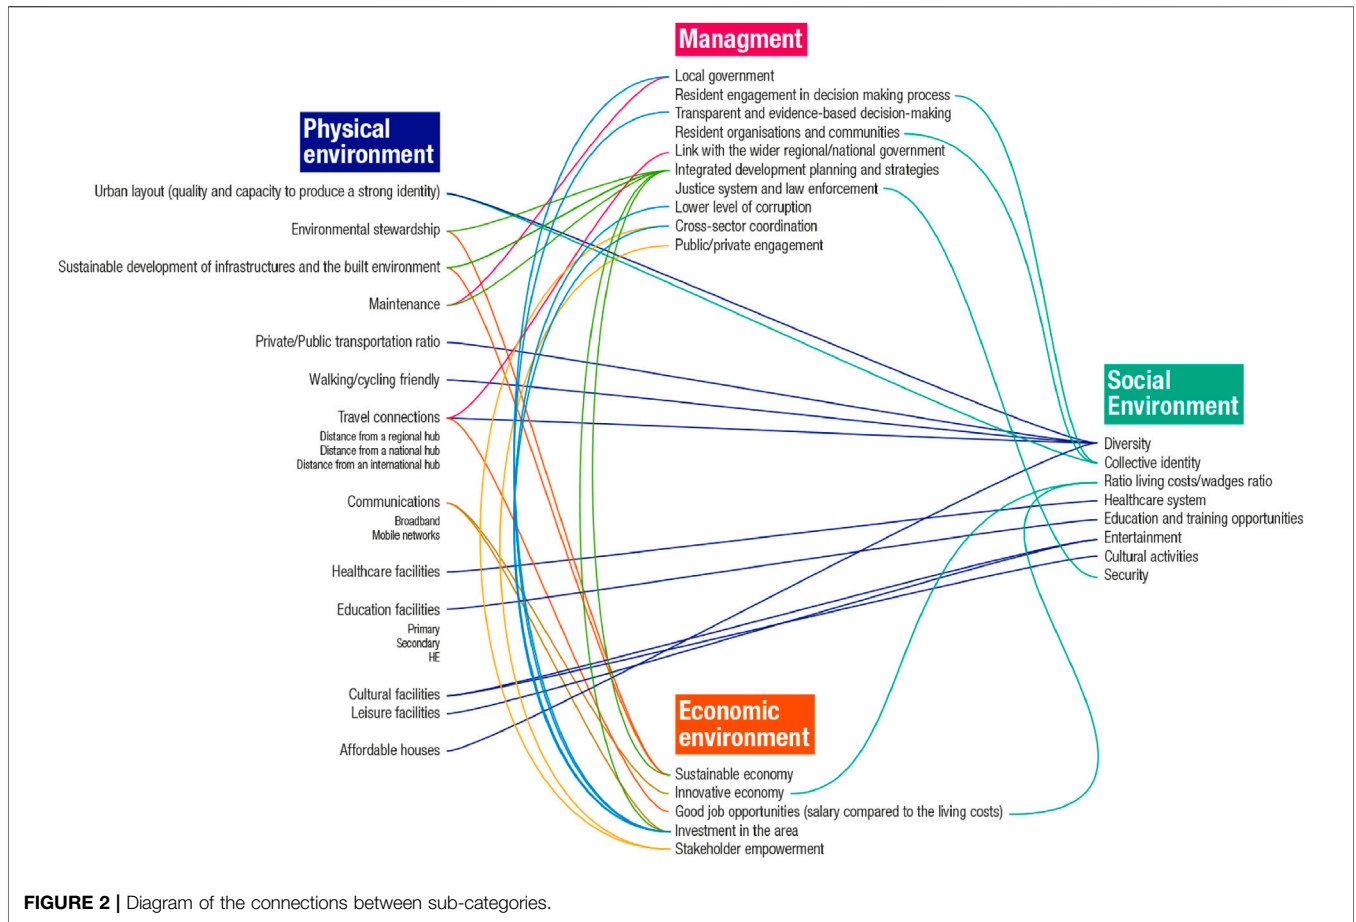 Managment
Local government
Resident engagement in decision making process
Transparent and evidence-based decision-making
Resident organisations and communities
Link with the wider regional/national government
Integrated development planning and strategies
Justice system and law enforcement
Lower level of corruption
Cross-sector coordination
Public/private engagement
Physical
environment
Urban layout (quality and capacity to produce a strong identity)
Environmental stewardship
Sustainable development of infrastructures and the built environment
Maintenance
Private/Public transportation ratio
Walking/cycling friendly
Travel connections
Distance from a regional hub
Distance from a national hub
Distance from an international hub
Communications
Broadband
Mobile networks
Healthcare facilities
Education facilities
Primary
Secondary
HE
Cultural facilities
Leisure facilities
Affordable houses
Social
Environment
Diversity
Collective identity
Ratio living costs/wadges ratio
Healthcare system
Education and training opportunities
Entertainment
Cultural activities
Security
Economic
environment
Sustainable economy
Innovative economy
Good job opportunities (salary compared to the living costs)
Investment in the area
Stakeholder empowerment
FIGURE 2 | Diagram of the connections between sub-categories.